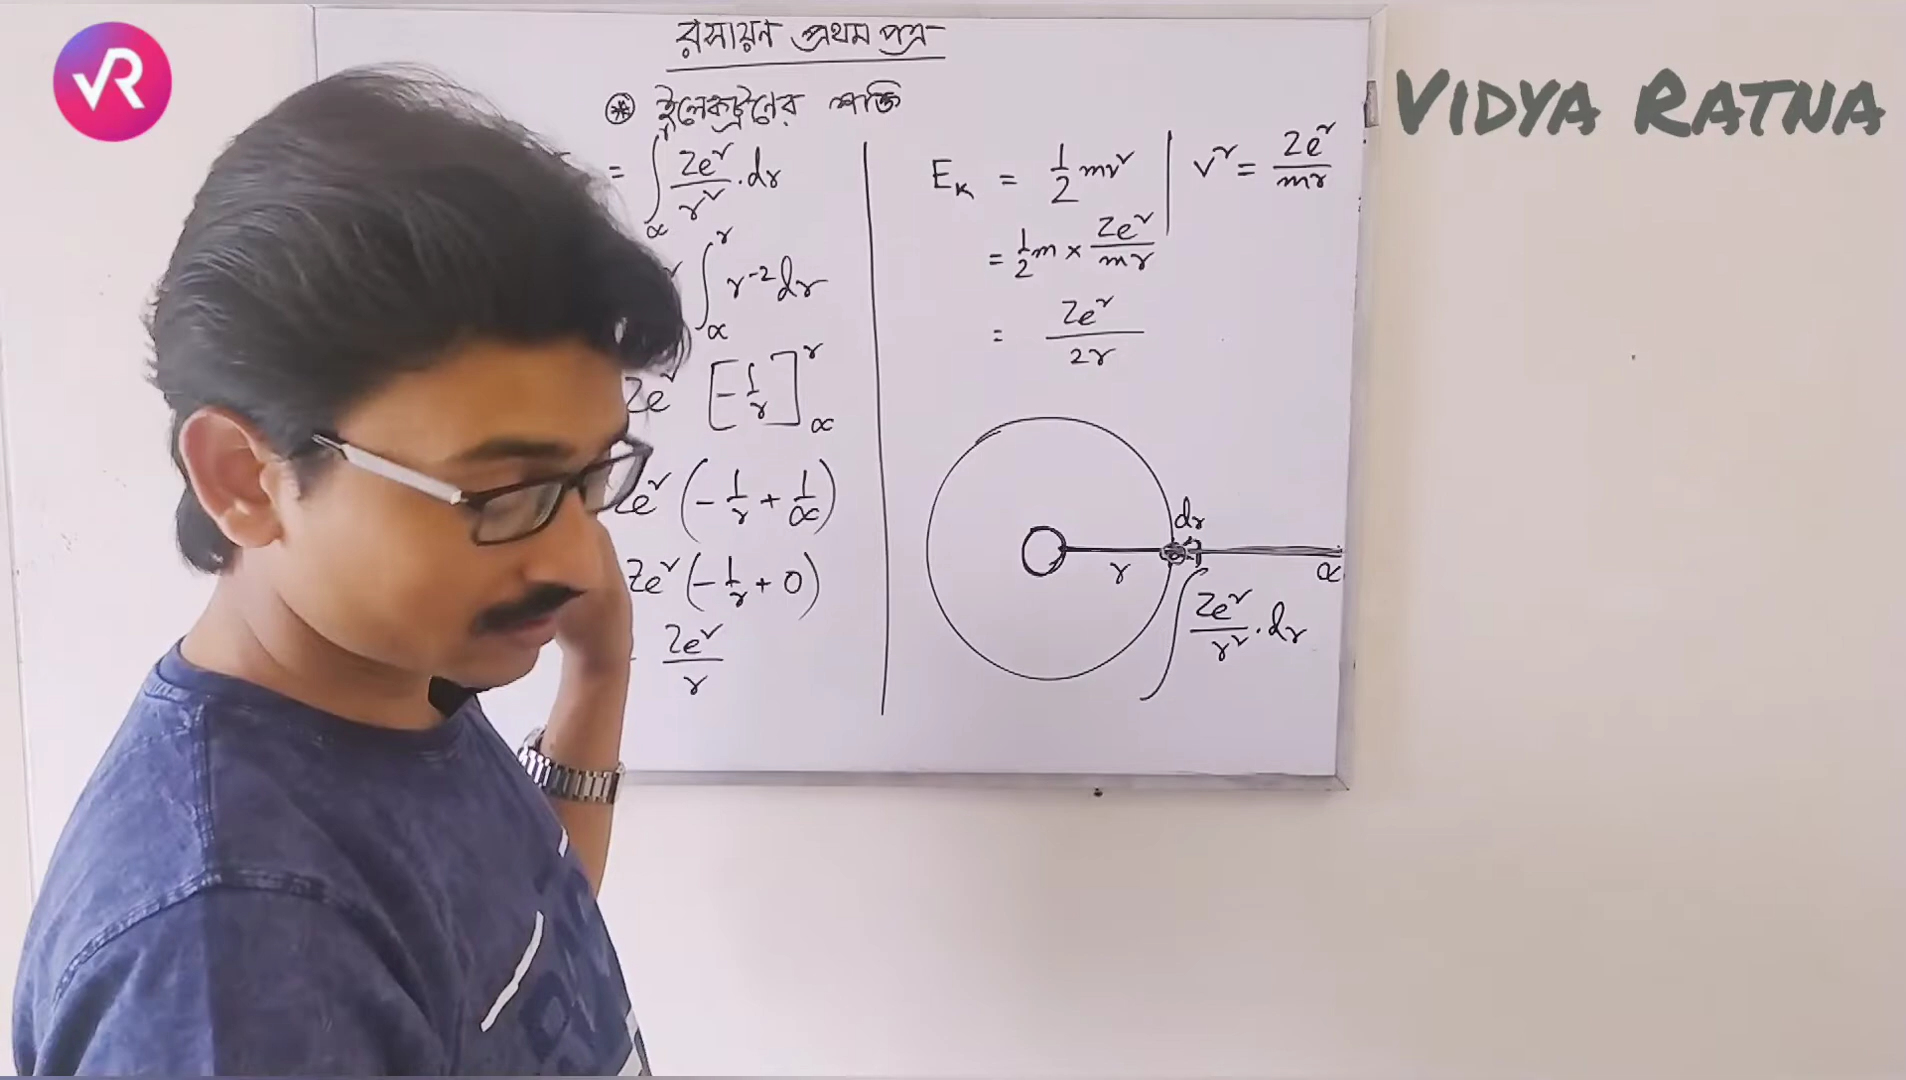 VR
VIDYA RATNA
রসায়ন প্রথম পত্র
⊛ ইলেকট্রনের শক্তি
= ∫ᵣ∝ Ze²/r² . dr
∫ʳ∝ r⁻² dr
Ze² [-1/r]ʳ∝
Ze² (-1/r + 1/∝)
Ze² (-1/r + 0)
Ze²/r
Eₖ = 1/2 mv² | v² = Ze²/mr
= 1/2 m × Ze²/mr
= Ze²/2r
dr
r
∝
∫ Ze²/r² . dr